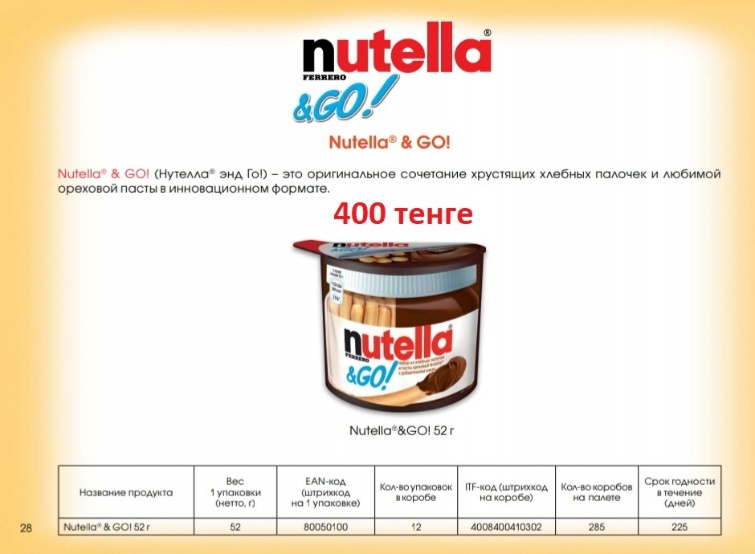 nutella®
FERRERO
&GO!
Nutella® & GO!
Nutella® & GO! (Нутелла® энд Го!) – это оригинальное сочетание хрустящих хлебных палочек и любимой
ореховой пасты в инновационном формате.
400 тенге
nutella
&GO!
nutella
FERRERO
&GO!
Nutella®&GO! 52 г
Название продукта
Вес
1 упаковки
(нетто, г)
EAN-код
(штрихкод
на 1 упаковке)
Кол-во упаковок
в коробе
ITF-код (штрихкод
на коробе)
Кол-во коробов
на палете
Срок годности
в течение
(дней)
Nutella® & GO! 52 г 52 80050100 12 4008400410302 285 225
28